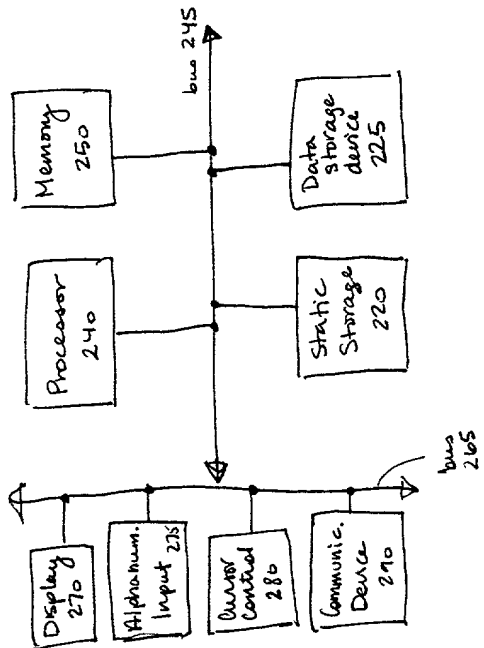 Memory
250
Processor
240
bus 245
Data
storage
device
225
Static
Storage
220
bus
265
Display
270
Alphanum.
Input 275
Cursor
Control
280
Communic.
Device
290